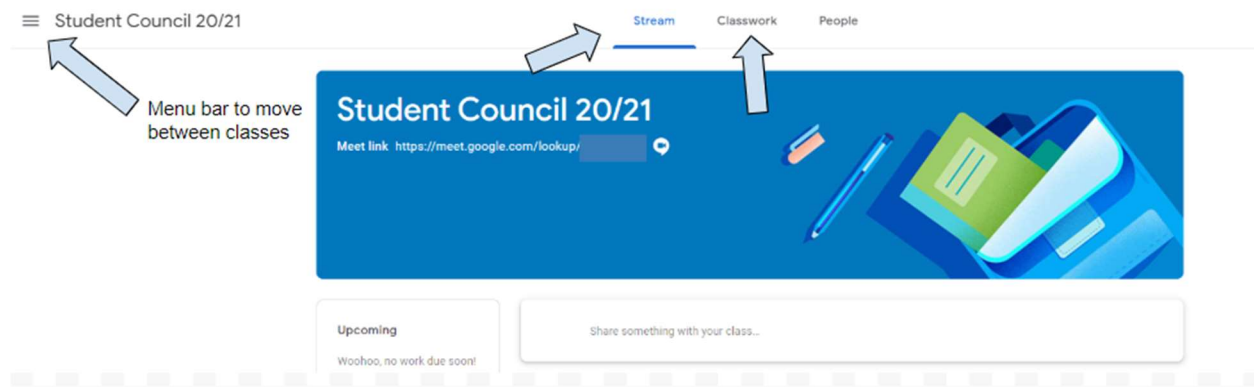 Student Council 20/21
Stream Classwork People
Menu bar to move
between classes
Student Council 20/21
Meet link https://meet.google.com/lookup/
Upcoming
Woohoo, no work due soon!
Share something with your class...